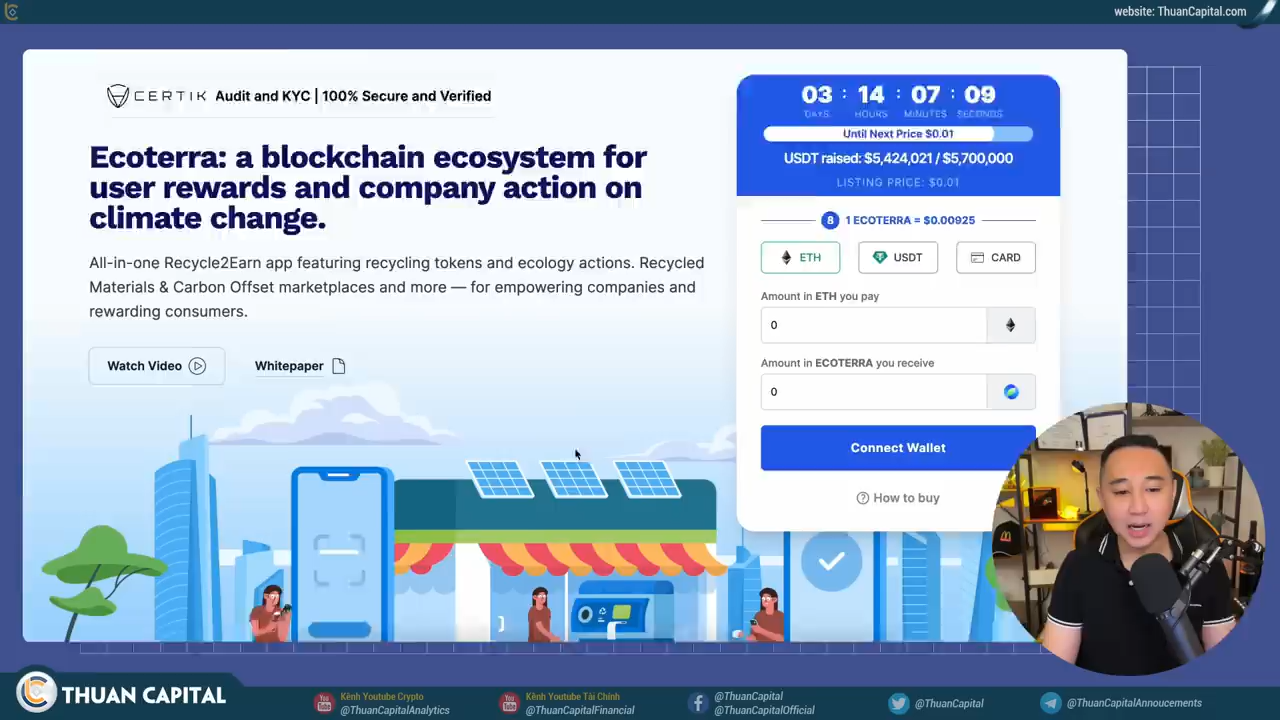 website: ThuanCapital.com
CERTIK Audit and KYC | 100% Secure and Verified
Ecoterra: a blockchain ecosystem for
user rewards and company action on
climate change.
All-in-one Recycle2Earn app featuring recycling tokens and ecology actions. Recycled
Materials & Carbon Offset marketplaces and more — for empowering companies and
rewarding consumers.
Watch Video
Whitepaper
03 : 14 : 07 : 09
DAYS HOURS MINUTES SECONDS
Until Next Price $0.01
USDT raised: $5,424,021 / $5,700,000
LISTING PRICE: $0.01
8 1 ECOTERRA = $0.00925
ETH USDT CARD
Amount in ETH you pay
0
Amount in ECOTERRA you receive
0
Connect Wallet
How to buy
THUAN CAPITAL
Kênh Youtube Crypto
@ThuanCapitalAnalytics
Kênh Youtube Tài Chính
@ThuanCapitalFinancial
@ThuanCapital
@ThuanCapitalOfficial
@ThuanCapital
@ThuanCapitalAnnoucements